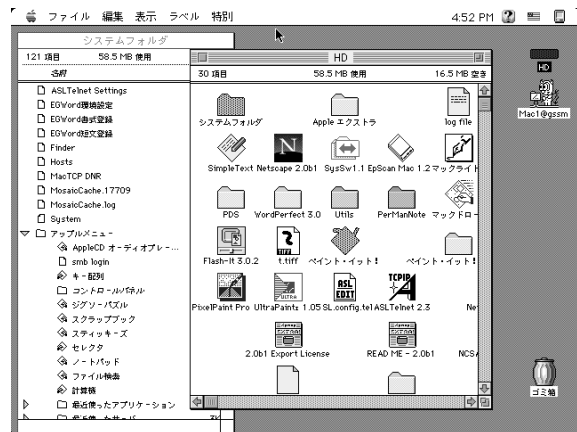 ファイル 編集 表示 ラベル 特別 4:52 PM
システムフォルダ
121 項目 58.5 MB 使用
名前
ASLTelnet Settings
EGWord環境設定
EGWord書式登録
EGWord短文登録
Finder
Hosts
MacTCP DNR
MosaicCache.17709
MosaicCache.log
System
アップルメニュー
AppleCD オーディオプレー...
smb login
キー配列
コントロールパネル
ジグソーパズル
スクラップブック
スティッキーズ
セレクタ
ノートパッド
ファイル検索
計算機
最近使ったアプリケーション
最近使ったサーバ
HD
30 項目 58.5 MB 使用 16.5 MB 空き
システムフォルダ Apple エクストラ log file
SimpleText Netscape 2.0b1 SysSw1.1 EpScan Mac 1.2 マックライト
PDS WordPerfect 3.0 Utils PerManNote マックドロー
Flash-It 3.0.2 t.tiff ペイント・イット! ペイント・イット!
PixelPaint Pro UltraPaint 1.05 SL.config.tel ASLTelnet 2.3 Ne
2.0b1 Export License READ ME - 2.0b1 NCSA
HD
Mac1@gssm
ゴミ箱